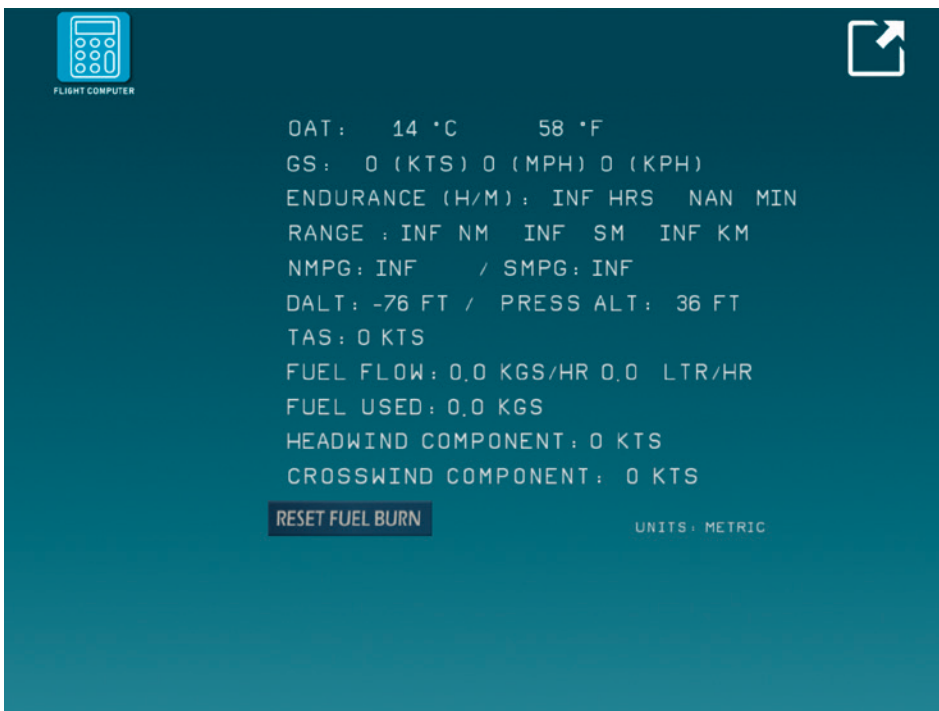 FLIGHT COMPUTER
OAT: 14 °C 58 °F
GS: 0 (KTS) 0 (MPH) 0 (KPH)
ENDURANCE (H/M): INF HRS NAN MIN
RANGE : INF NM INF SM INF KM
NMPG: INF / SMPG: INF
DALT: -76 FT / PRESS ALT: 36 FT
TAS: 0 KTS
FUEL FLOW: 0.0 KGS/HR 0.0 LTR/HR
FUEL USED: 0.0 KGS
HEADWIND COMPONENT: 0 KTS
CROSSWIND COMPONENT: 0 KTS
RESET FUEL BURN
UNITS: METRIC